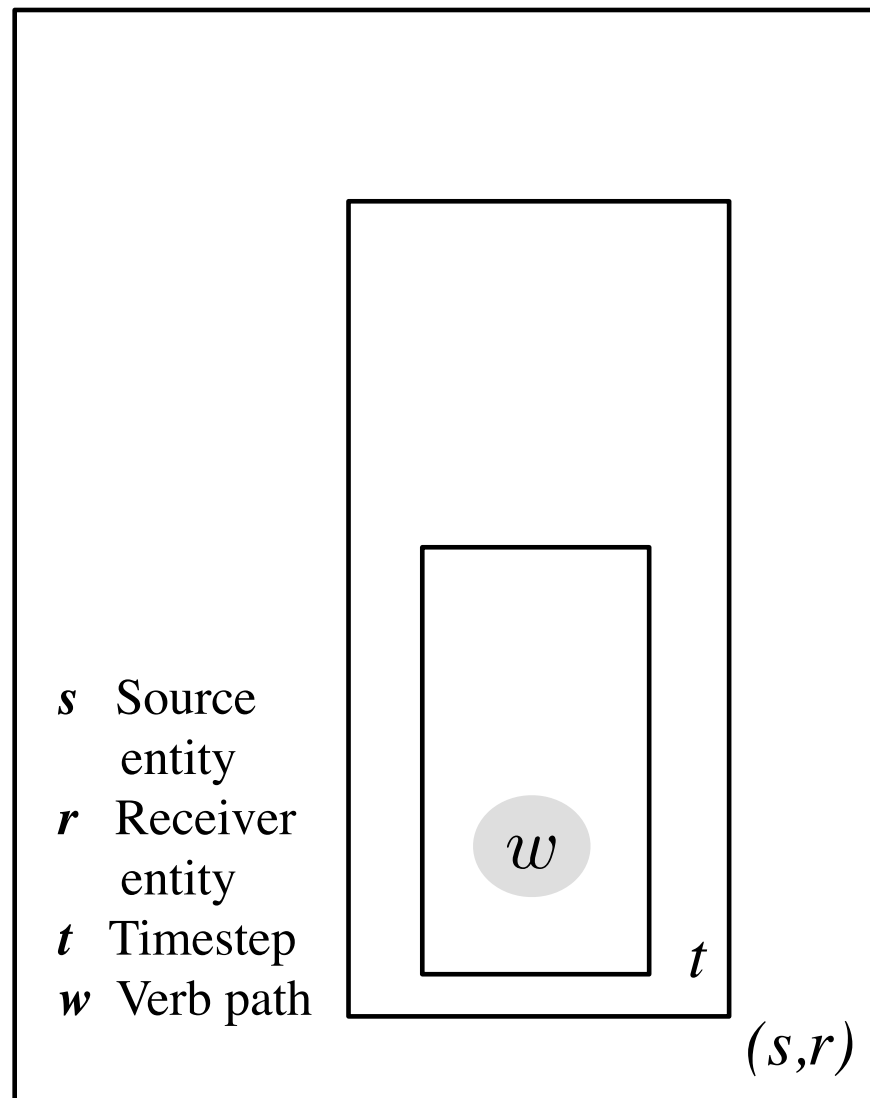 s Source
entity
r Receiver
entity
t Timestep
w Verb path
w
t
(s,r)